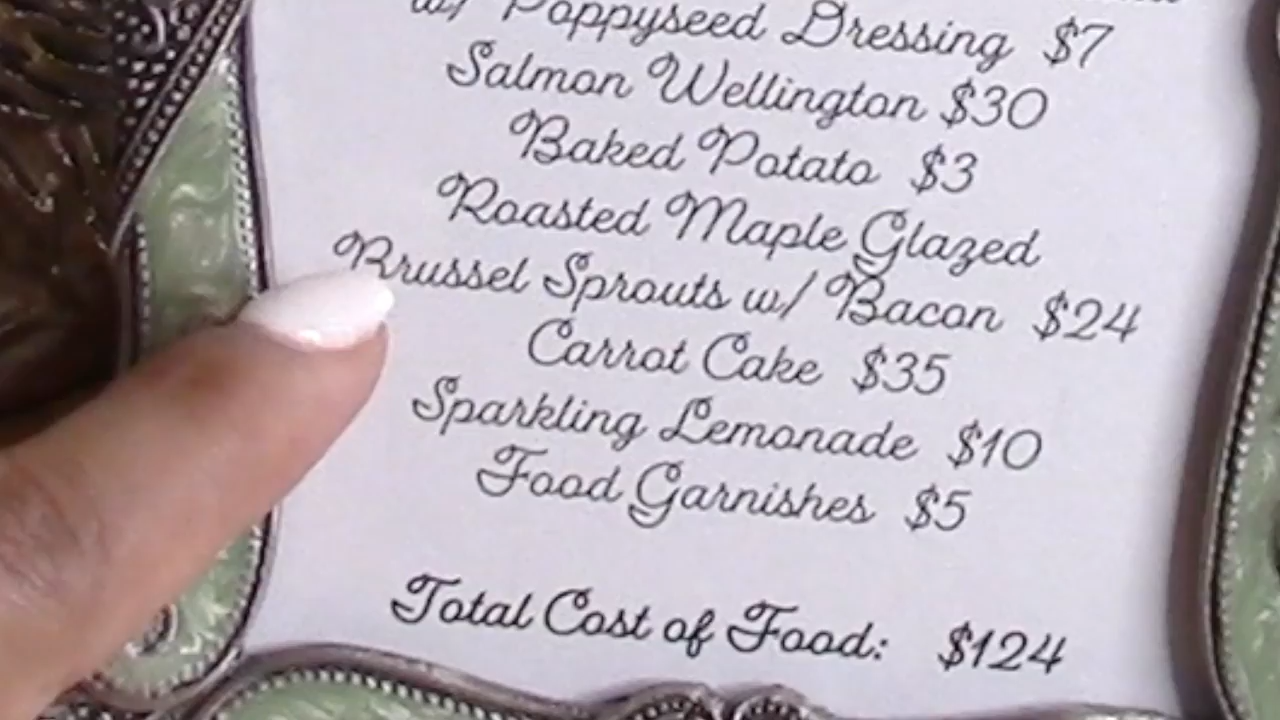 w/ Poppyseed Dressing $7
Salmon Wellington $30
Baked Potato $3
Roasted Maple Glazed
Brussel Sprouts w/ Bacon $24
Carrot Cake $35
Sparkling Lemonade $10
Food Garnishes $5
Total Cost of Food: $124